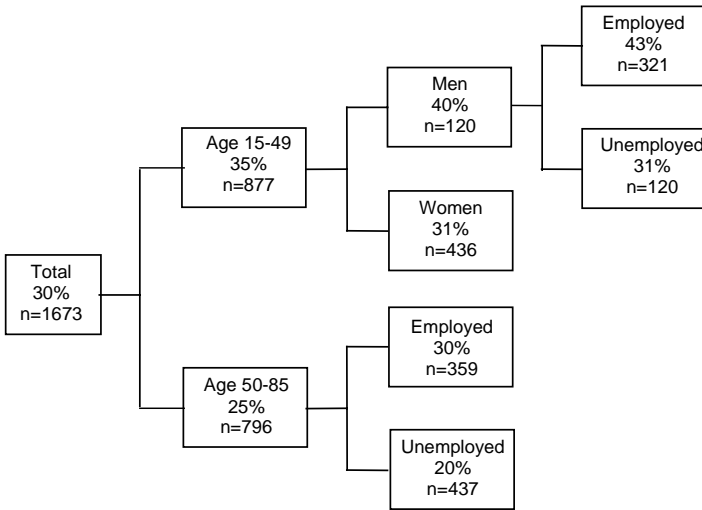 Employed
43%
n=321
Men
40%
n=120
Unemployed
31%
n=120
Age 15-49
35%
n=877
Women
31%
n=436
Total
30%
n=1673
Employed
30%
n=359
Age 50-85
25%
n=796
Unemployed
20%
n=437